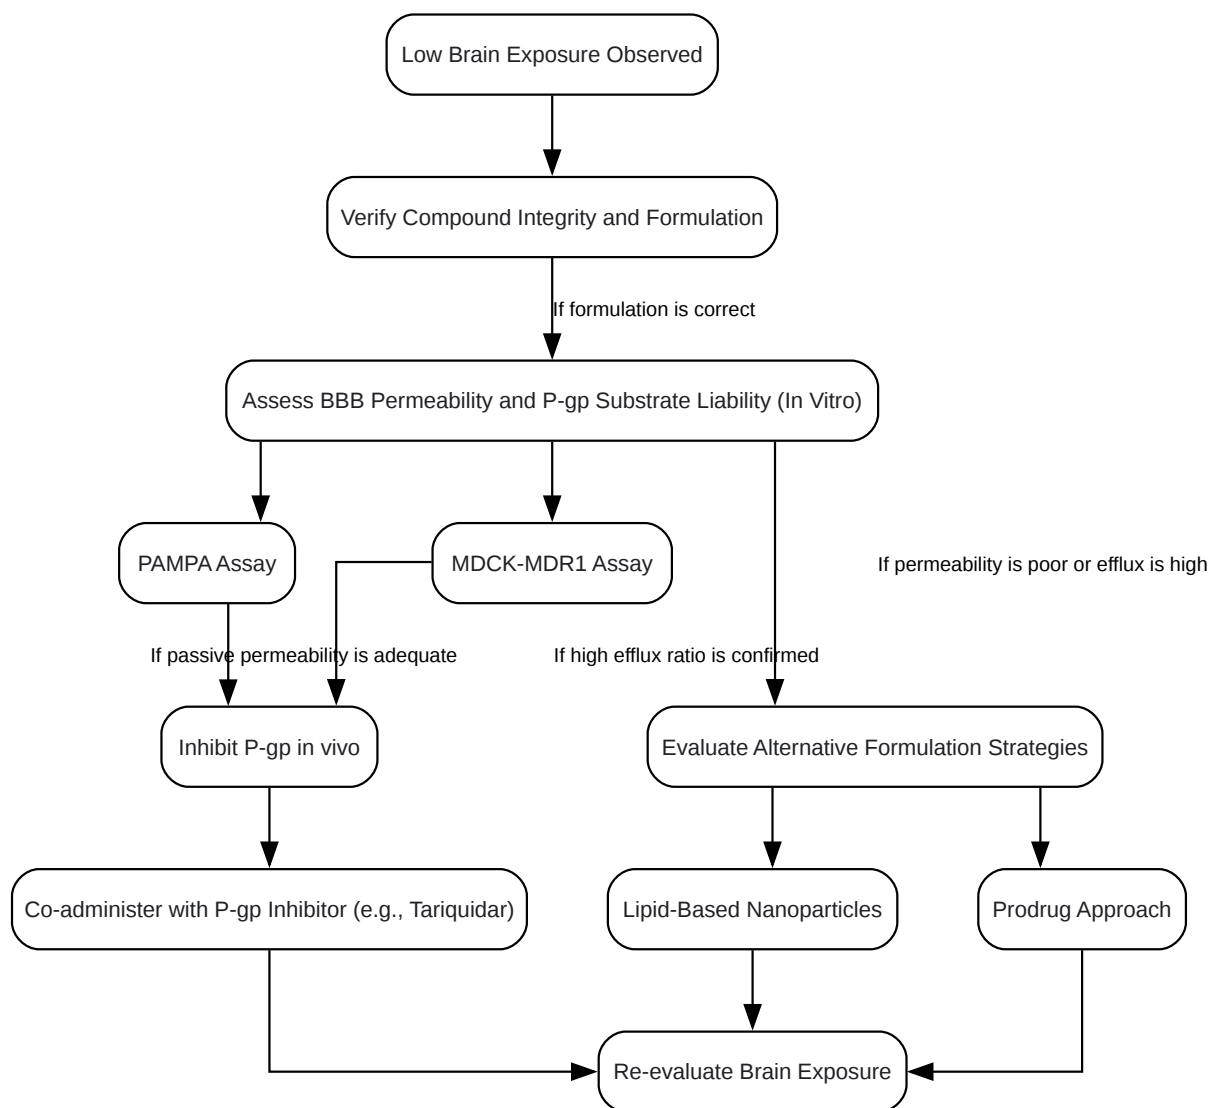 Low Brain Exposure Observed
Verify Compound Integrity and Formulation
If formulation is correct
Assess BBB Permeability and P-gp Substrate Liability (In Vitro)
PAMPA Assay
MDCK-MDR1 Assay
If permeability is poor or efflux is high
If passive permeability is adequate
If high efflux ratio is confirmed
Inhibit P-gp in vivo
Evaluate Alternative Formulation Strategies
Co-administer with P-gp Inhibitor (e.g., Tariquidar)
Lipid-Based Nanoparticles
Prodrug Approach
Re-evaluate Brain Exposure